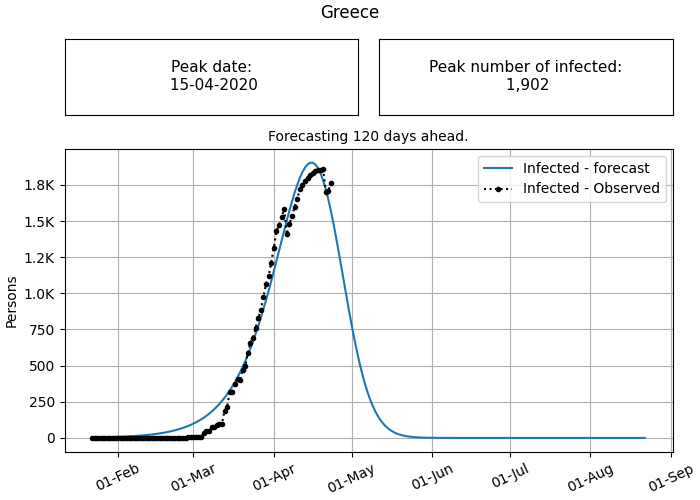 Greece
Peak date:
15-04-2020
Peak number of infected:
1,902
Forecasting 120 days ahead.
Infected - forecast
Infected - Observed
Persons
1.8K
1.5K
1.2K
1.0K
750
500
250
0
01-Feb
01-Mar
01-Apr
01-May
01-Jun
01-Jul
01-Aug
01-Sep